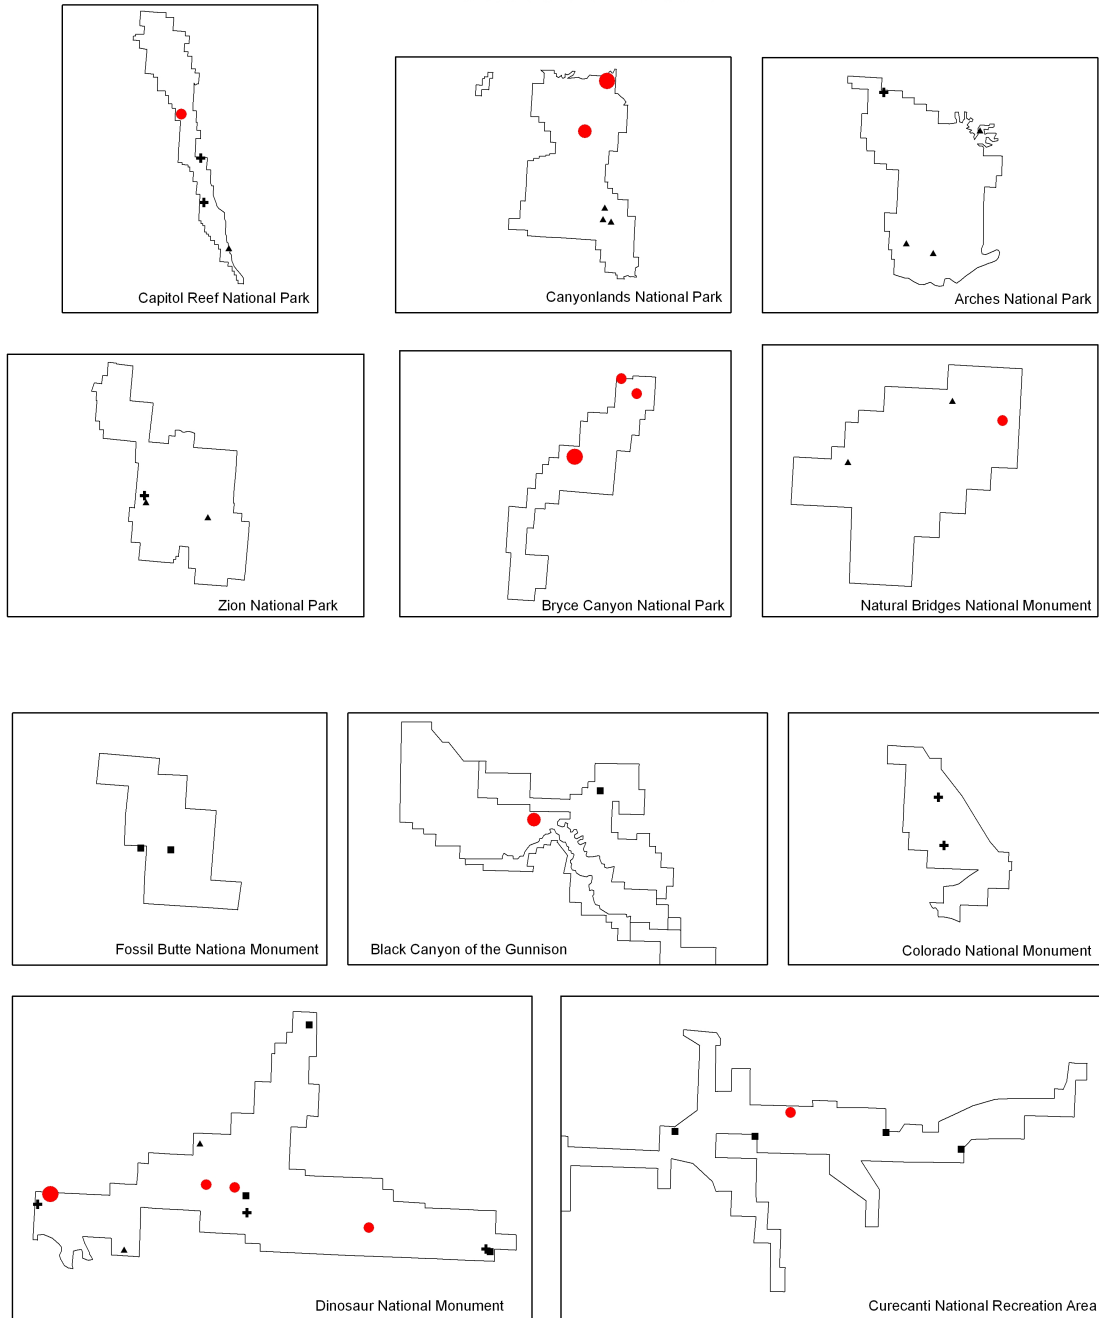 Capitol Reef National Park
Canyonlands National Park
Arches National Park
Zion National Park
Bryce Canyon National Park
Natural Bridges National Monument
Fossil Butte Nationa Monument
Black Canyon of the Gunnison
Colorado National Monument
Dinosaur National Monument
Curecanti National Recreation Area